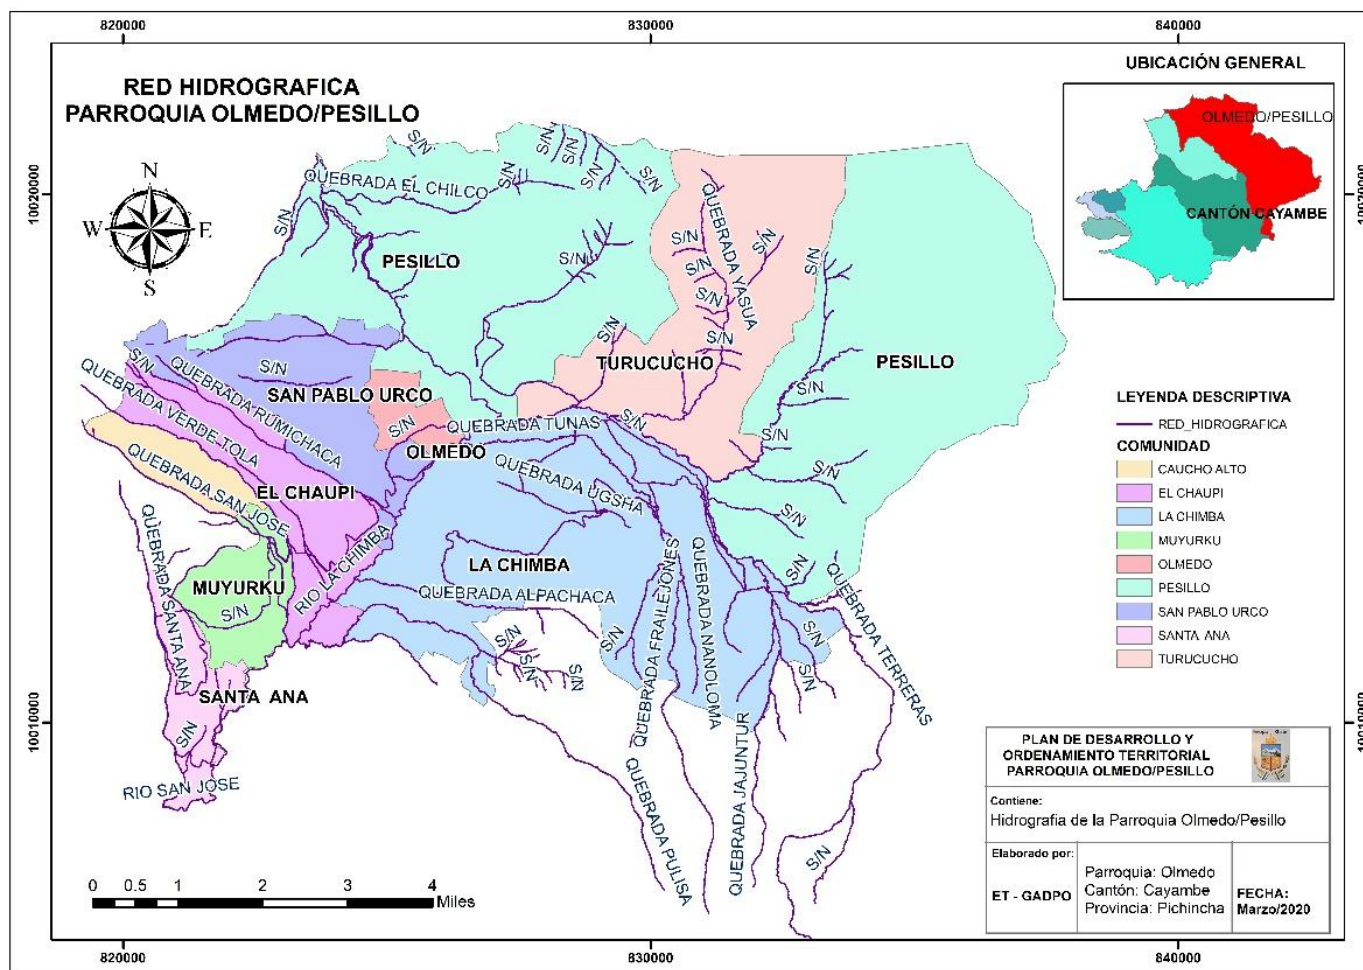 820000
830000
840000
RED HIDROGRAFICA
PARROQUIA OLMEDO/PESILLO
N
W
E
S
10020000
10010000
UBICACIÓN GENERAL
OLMEDO/PESILLO
CANTÓN CAYAMBE
S/N
S/N
S/N
S/N
S/N
S/N
S/N
QUEBRADA EL CHILCO
PESILLO
S/N
QUEBRADA YASUA
S/N
S/N
S/N
S/N
S/N
S/N
S/N
S/N
TURUCUCHO
PESILLO
S/N
QUEBRADA RUMICHACA
S/N
SAN PABLO URCO
QUEBRADA VERDE TOLA
S/N
S/N
OLMEDO
QUEBRADA TUNAS
S/N
S/N
S/N
QUEBRADA SAN JOSE
EL CHAUPI
QUEBRADA UGSHA
S/N
QUEBRADA SANTA ANA
RIO LA CHIMBA
LA CHIMBA
MUYURKU
S/N
QUEBRADA ALPACHACA
QUEBRADA FRAILEJONES
QUEBRADA NANOLOMA
S/N
QUEBRADA TERRERAS
S/N
S/N
S/N
S/N
S/N
S/N
SANTA ANA
S/N
RIO SAN JOSE
QUEBRADA PULISA
QUEBRADA JAJUNTUR
S/N
LEYENDA DESCRIPTIVA
RED_HIDROGRAFICA
COMUNIDAD
CAUCHO ALTO
EL CHAUPI
LA CHIMBA
MUYURKU
OLMEDO
PESILLO
SAN PABLO URCO
SANTA ANA
TURUCUCHO
PLAN DE DESARROLLO Y
ORDENAMIENTO TERRITORIAL
PARROQUIA OLMEDO/PESILLO
Contiene:
Hidrografia de la Parroquia Olmedo/Pesillo
Elaborado por:
ET - GADPO
Parroquia: Olmedo
Cantón: Cayambe
Provincia: Pichincha
FECHA:
Marzo/2020
0 0.5 1 2 3 4
Miles
820000
830000
840000